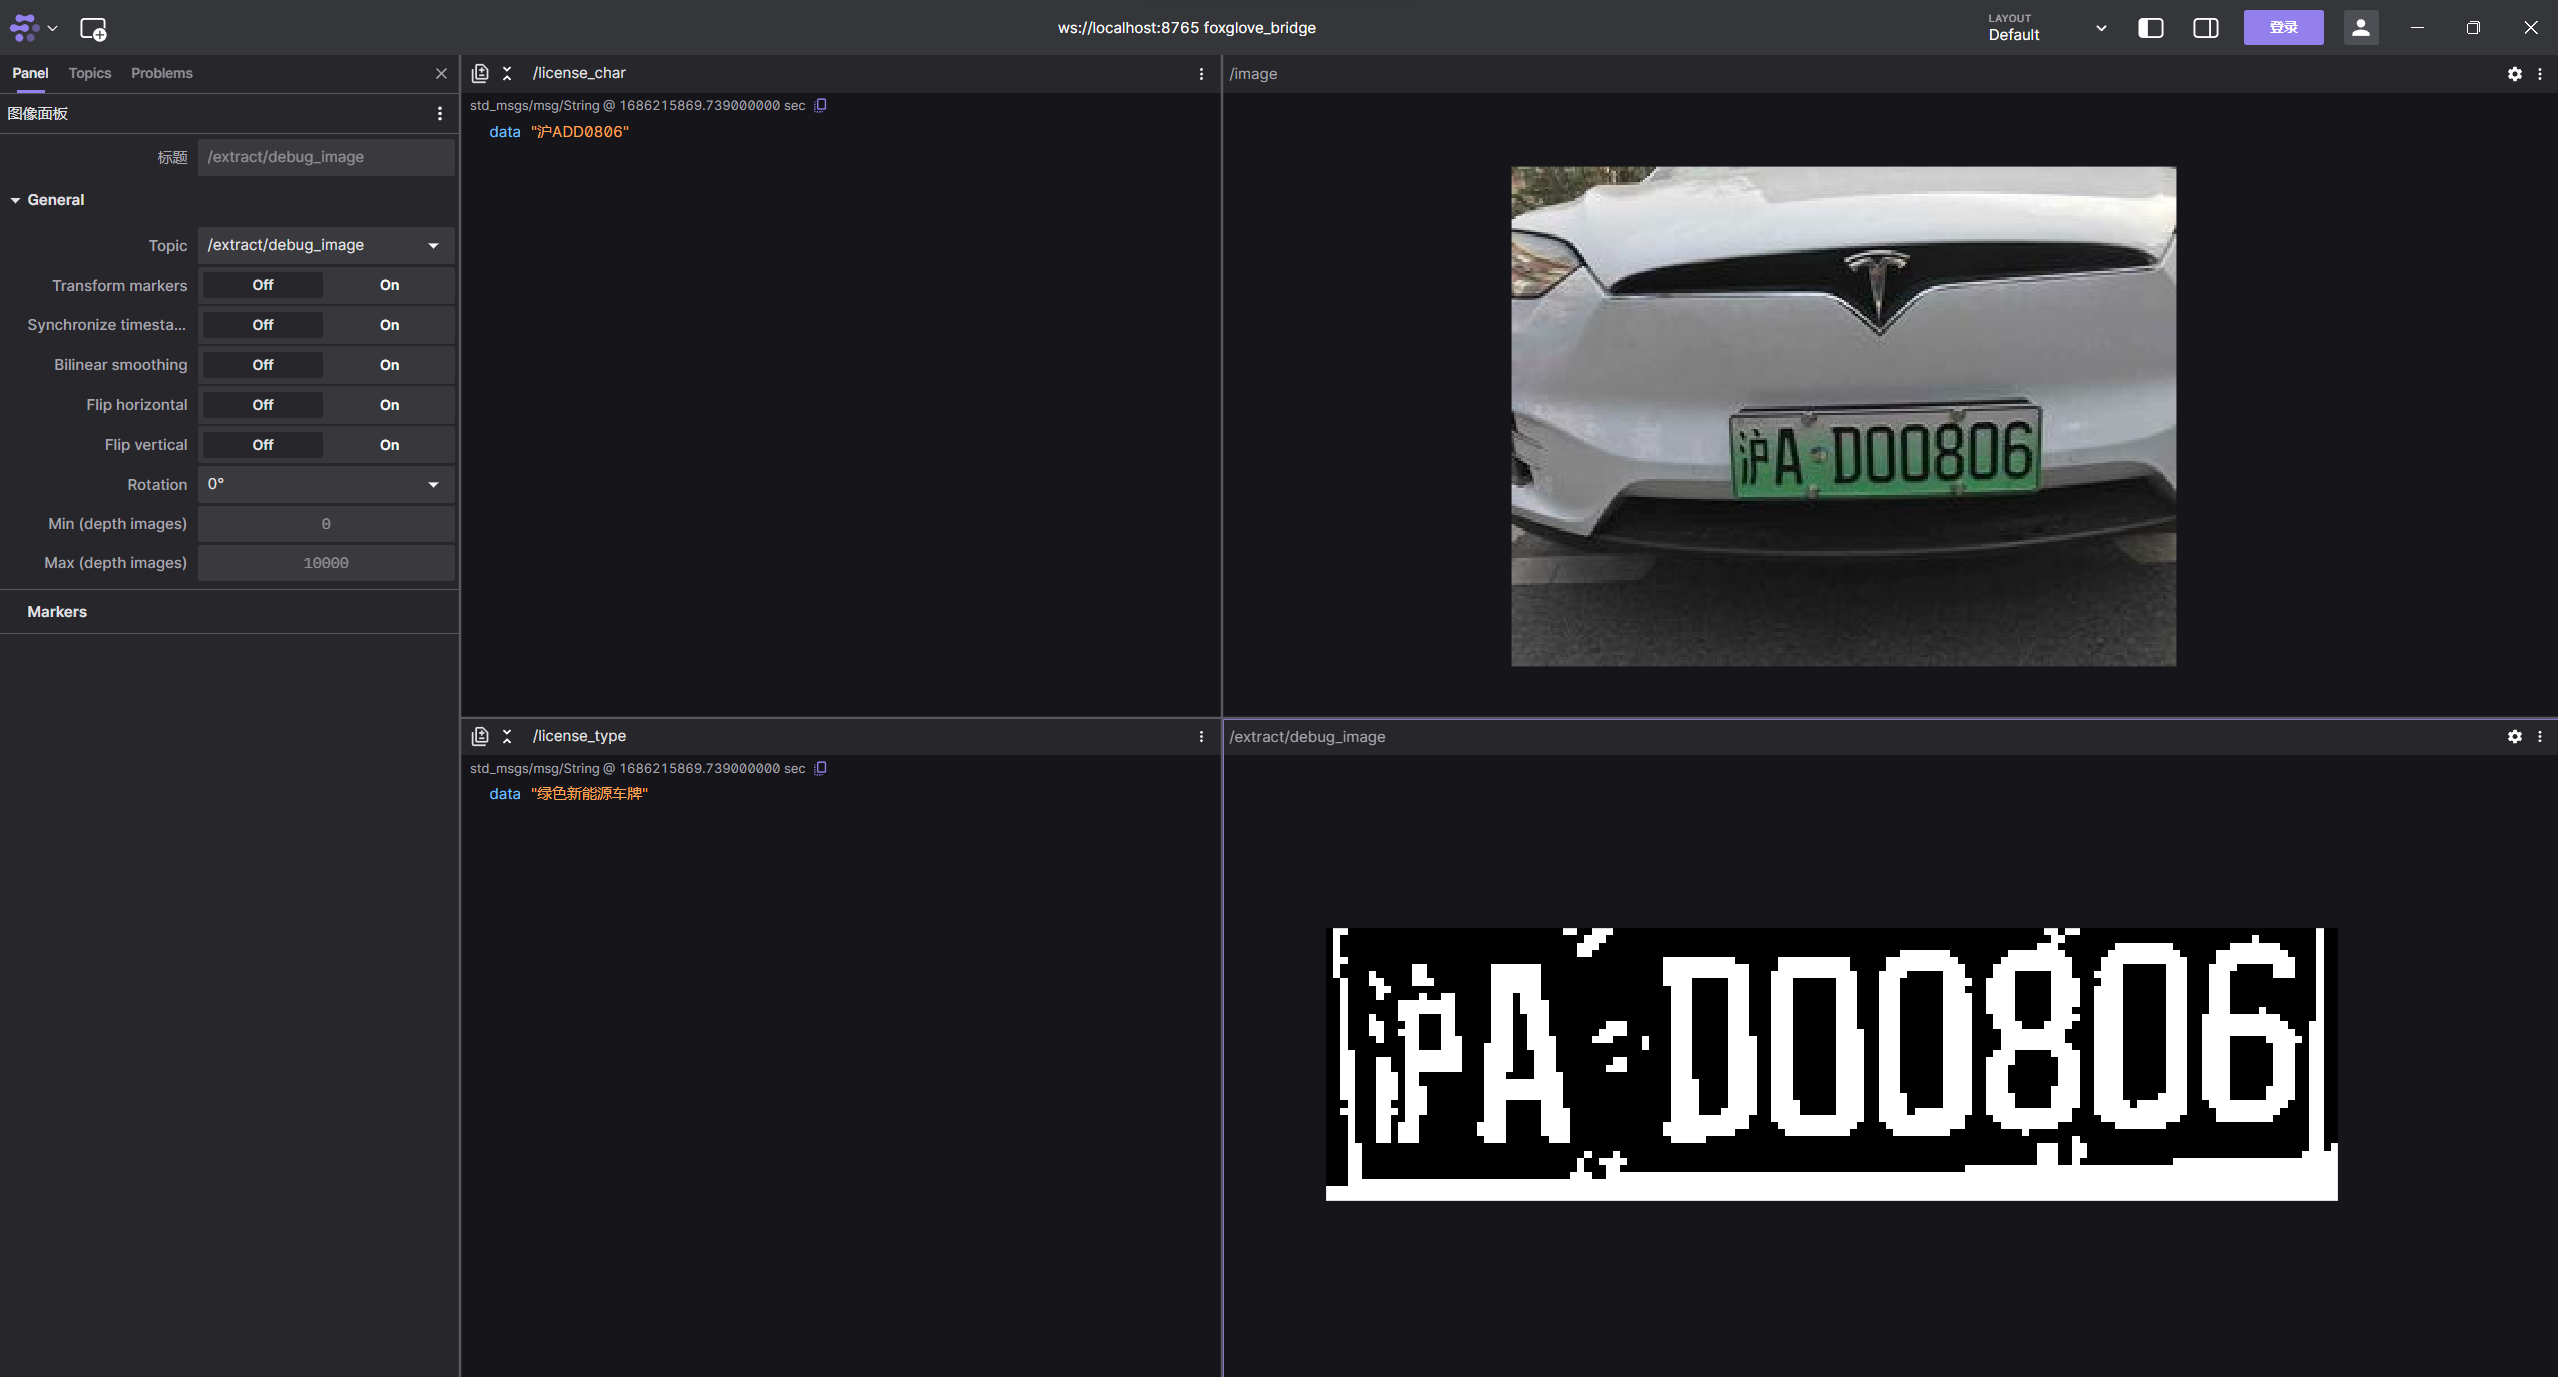 ws://localhost:8765 foxglove_bridge
LAYOUT
Default
登录
Panel Topics Problems
图像面板
标题 /extract/debug_image
General
Topic /extract/debug_image
Transform markers Off On
Synchronize timesta... Off On
Bilinear smoothing Off On
Flip horizontal Off On
Flip vertical Off On
Rotation 0°
Min (depth images) 0
Max (depth images) 10000
Markers
/license_char
std_msgs/msg/String @ 1686215869.739000000 sec
data "沪ADD0806"
/image
沪A·D00806
/license_type
std_msgs/msg/String @ 1686215869.739000000 sec
data "绿色新能源车牌"
/extract/debug_image
沪A·D00806